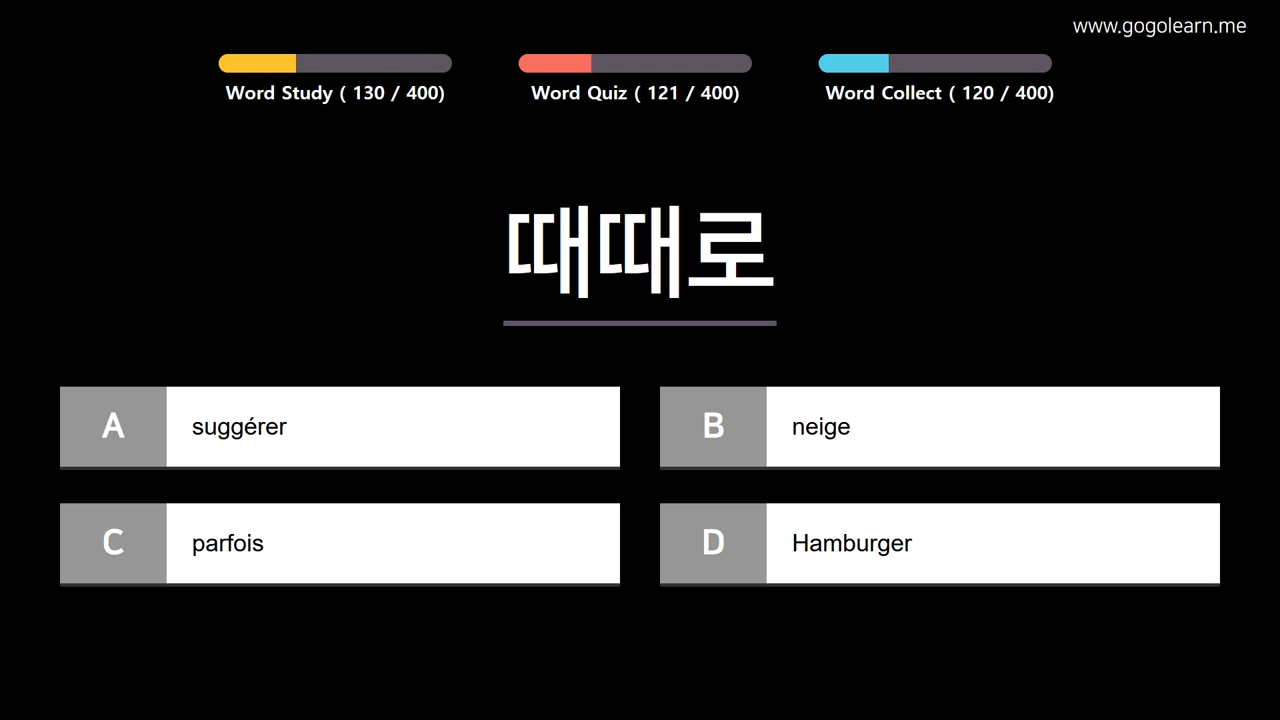 www.gogolearn.me
Word Study ( 130 / 400)
Word Quiz ( 121 / 400)
Word Collect ( 120 / 400)
때때로
A suggérer
B neige
C parfois
D Hamburger